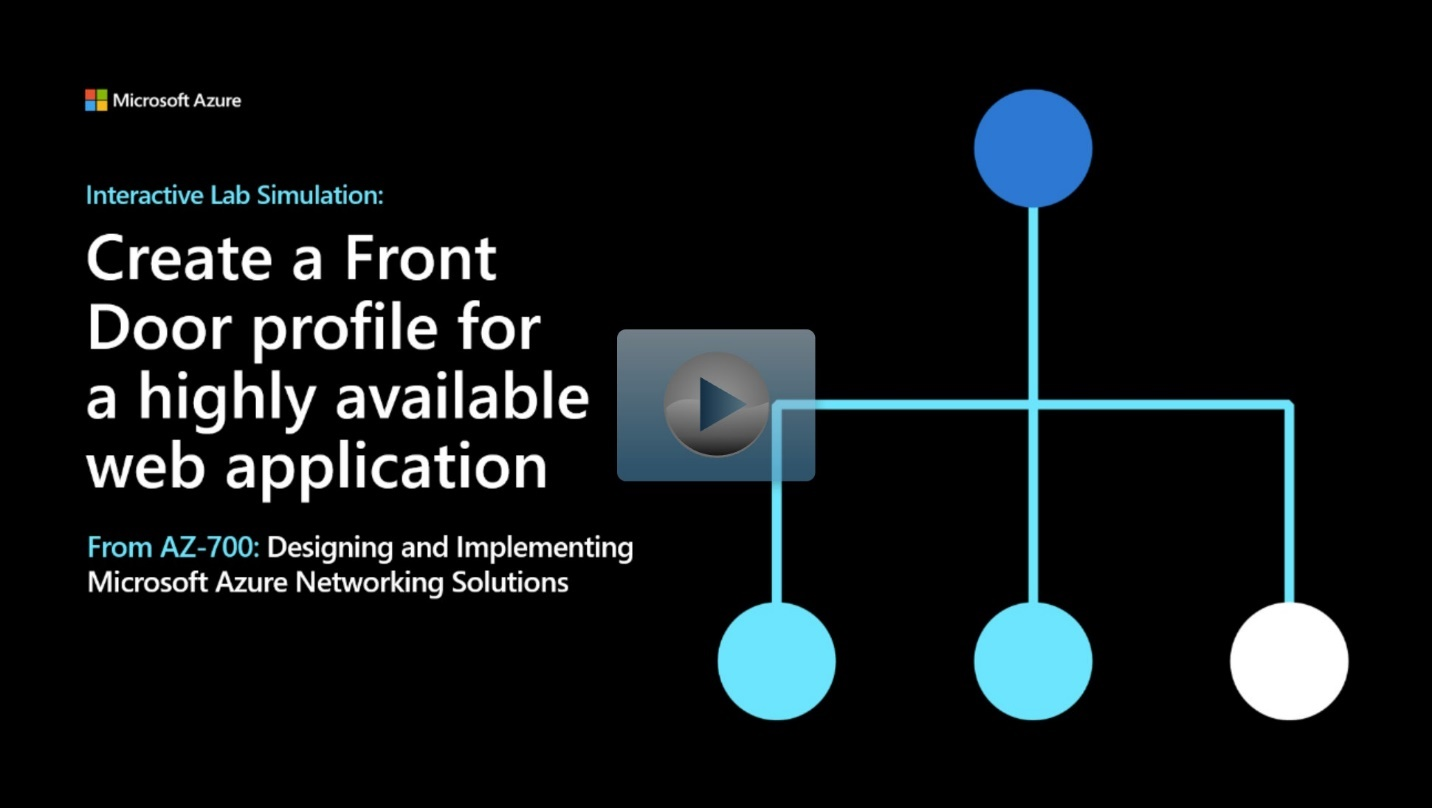 Microsoft Azure
Interactive Lab Simulation:
Create a Front
Door profile for
a highly available
web application
From AZ-700: Designing and Implementing
Microsoft Azure Networking Solutions